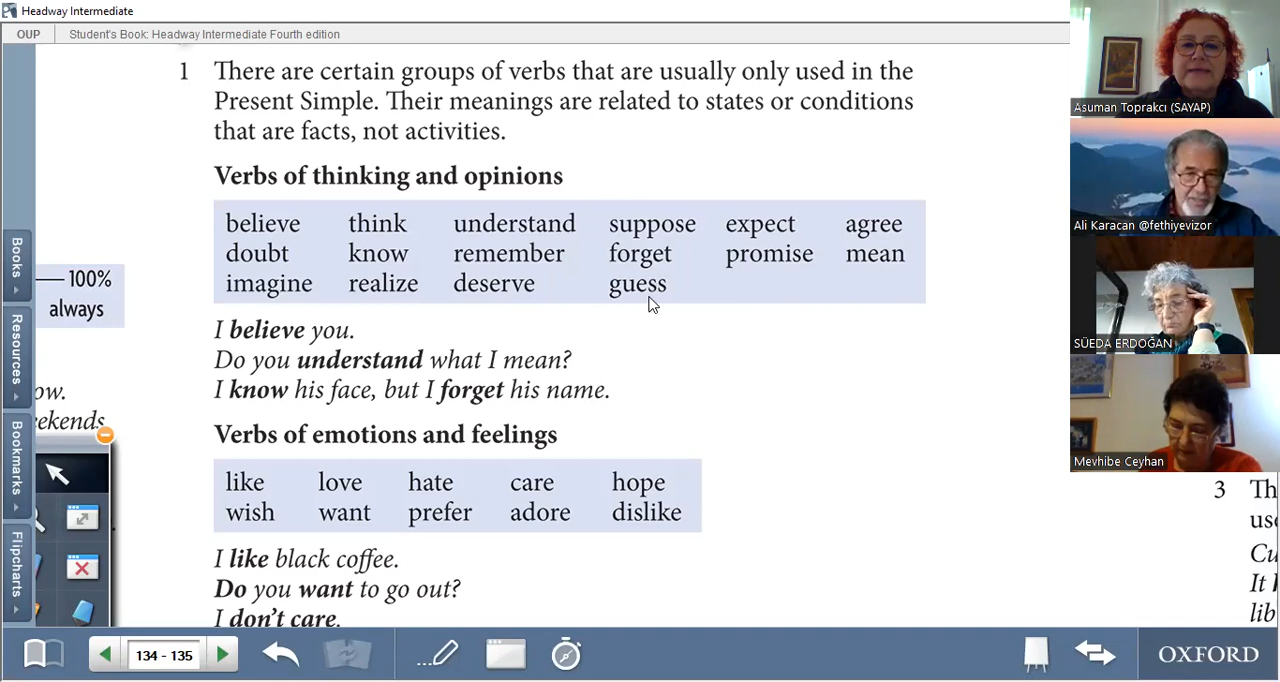 Headway Intermediate
OUP
Student's Book: Headway Intermediate Fourth edition
1 There are certain groups of verbs that are usually only used in the
Present Simple. Their meanings are related to states or conditions
that are facts, not activities.
Verbs of thinking and opinions
believe think understand suppose expect agree
doubt know remember forget promise mean
imagine realize deserve guess
I believe you.
Do you understand what I mean?
I know his face, but I forget his name.
Verbs of emotions and feelings
like love hate care hope
wish want prefer adore dislike
I like black coffee.
Do you want to go out?
I don't care.
100%
always
ow.
eekends
Books
Resources
Bookmarks
Flipcharts
Asuman Toprakcı (SAYAP)
Ali Karacan @fethiyevizor
SÜEDA ERDOĞAN
Mevhibe Ceyhan
3 Th
use
Cu
It
lib
134 - 135
OXFORD